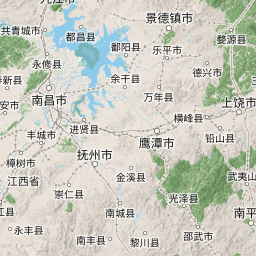 九江市
共青城市
都昌县
鄱阳县
景德镇市
婺源县
乐平市
永修县
余干县
德兴市
南昌市
万年县
上饶市
进贤县
横峰县
丰城市
鹰潭市
铅山县
樟树市
抚州市
江西省
金溪县
武夷山
崇仁县
光泽县
南城县
永丰县
南丰县
黎川县
邵武市
南平